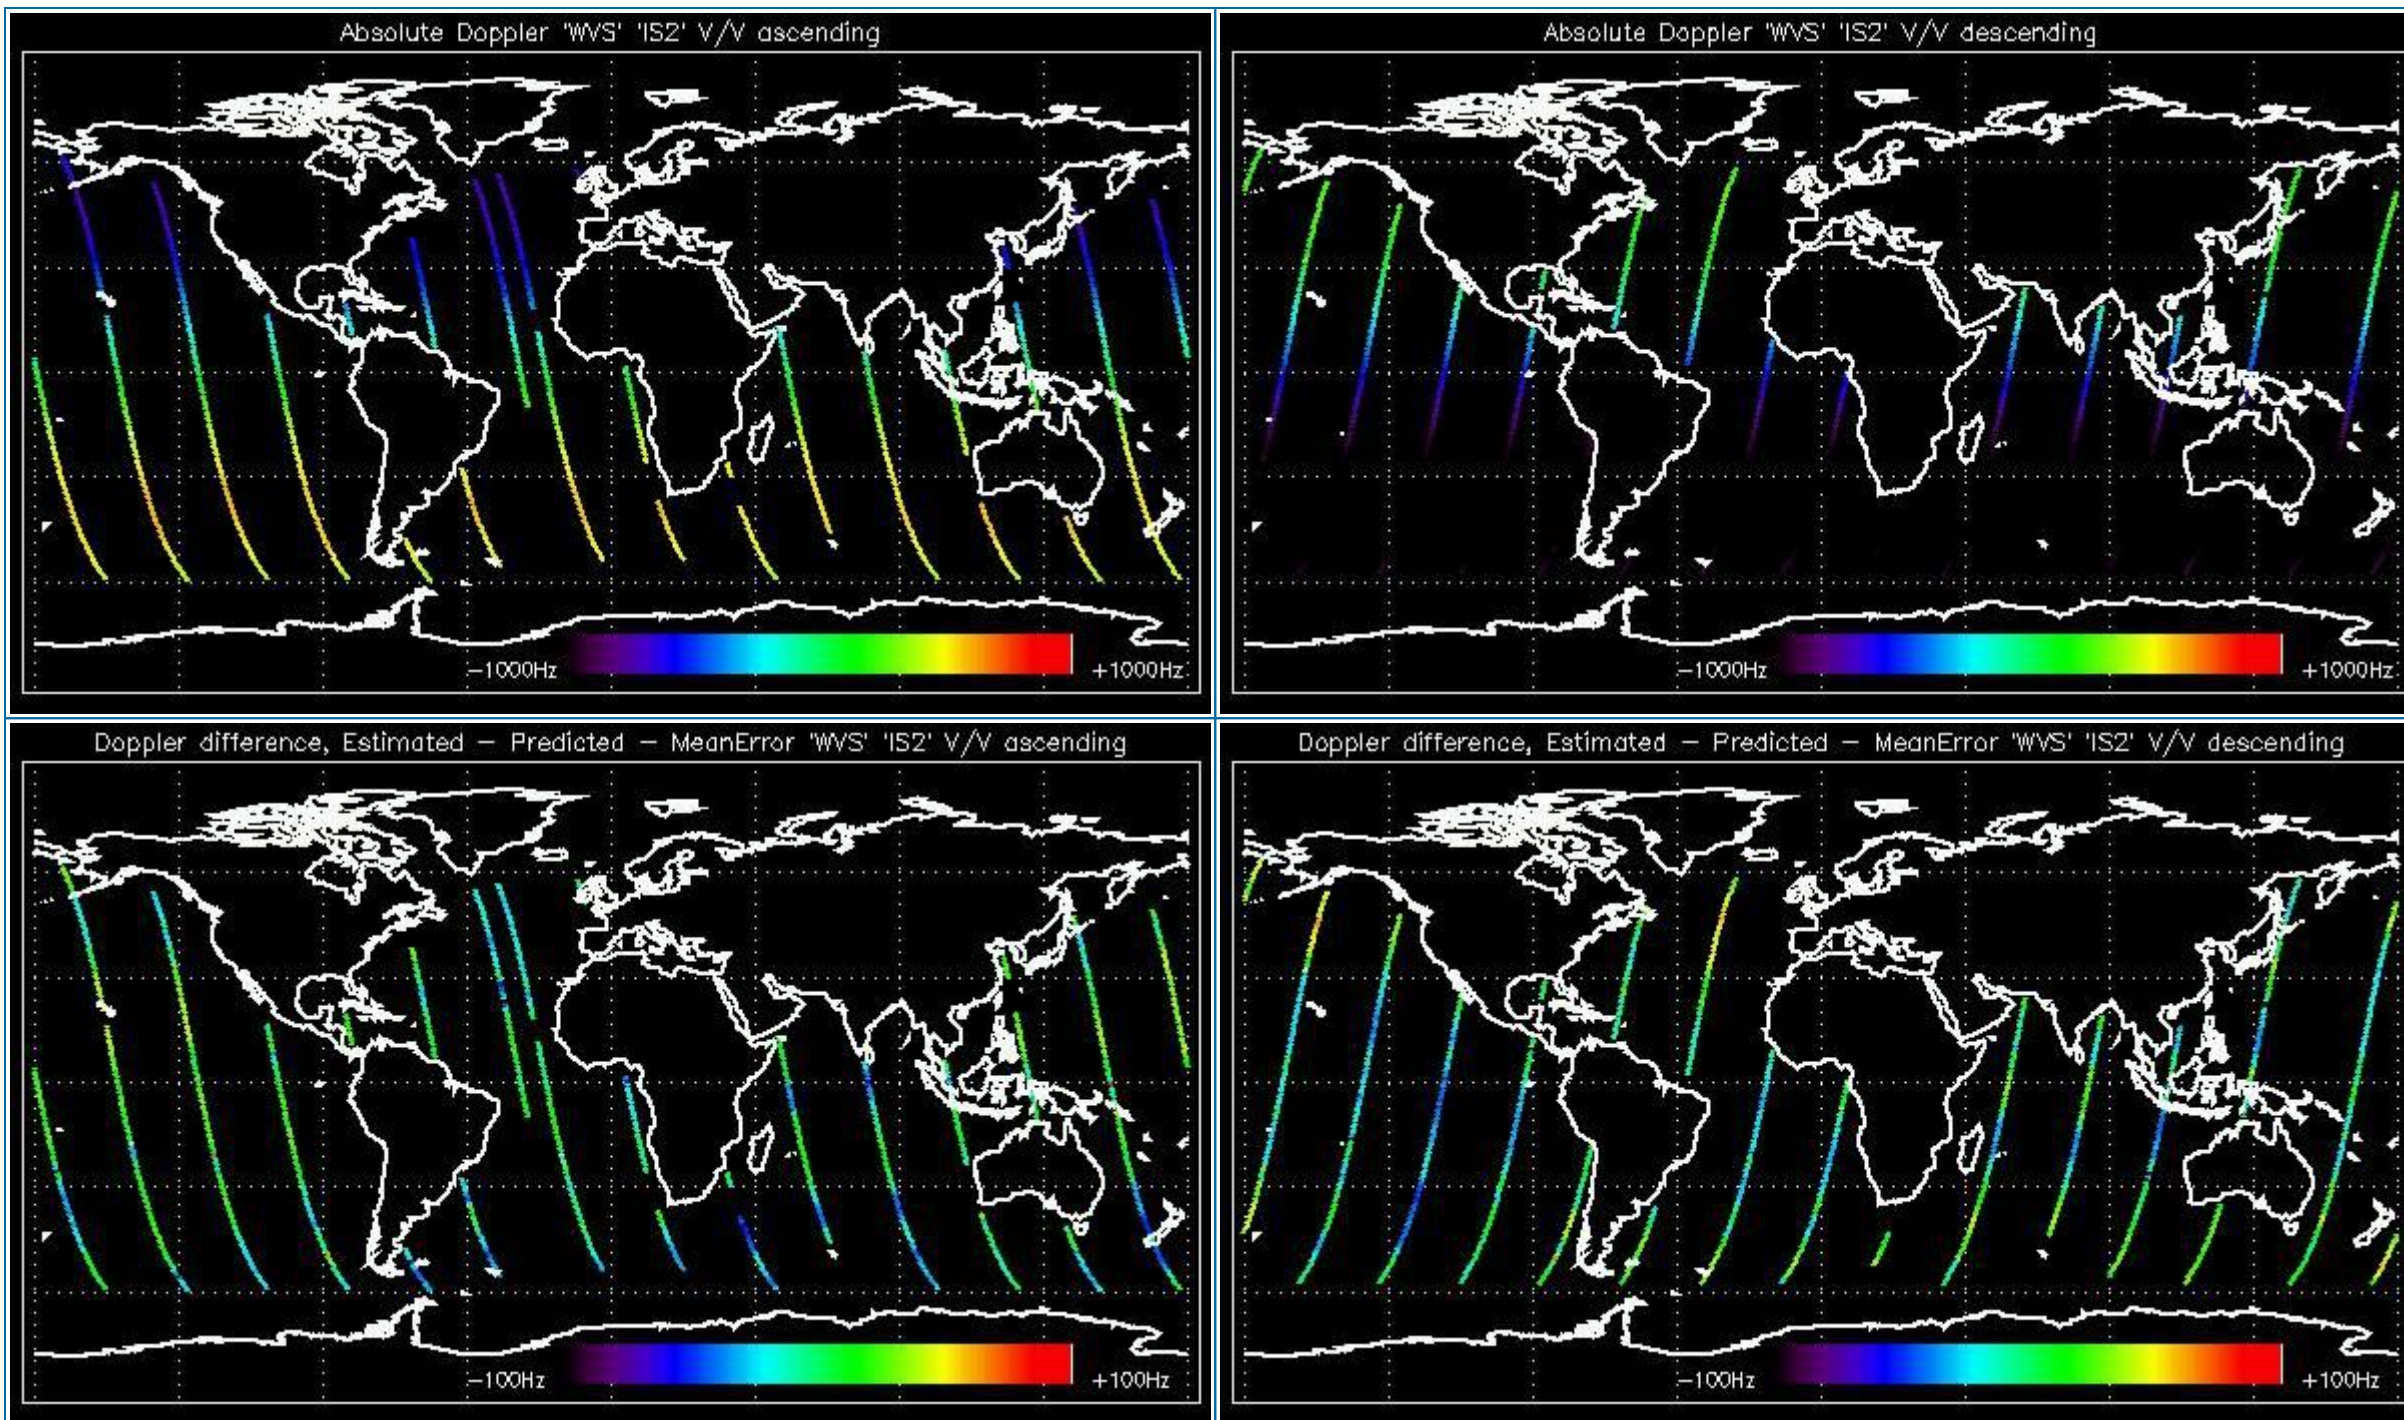 Absolute Doppler 'WVS' 'IS2' V/V ascending
-1000Hz
+1000Hz
Absolute Doppler 'WVS' 'IS2' V/V descending
-1000Hz
+1000Hz
Doppler difference, Estimated - Predicted - MeanError 'WVS' 'IS2' V/V ascending
-100Hz
+100Hz
Doppler difference, Estimated - Predicted - MeanError 'WVS' 'IS2' V/V descending
-100Hz
+100Hz